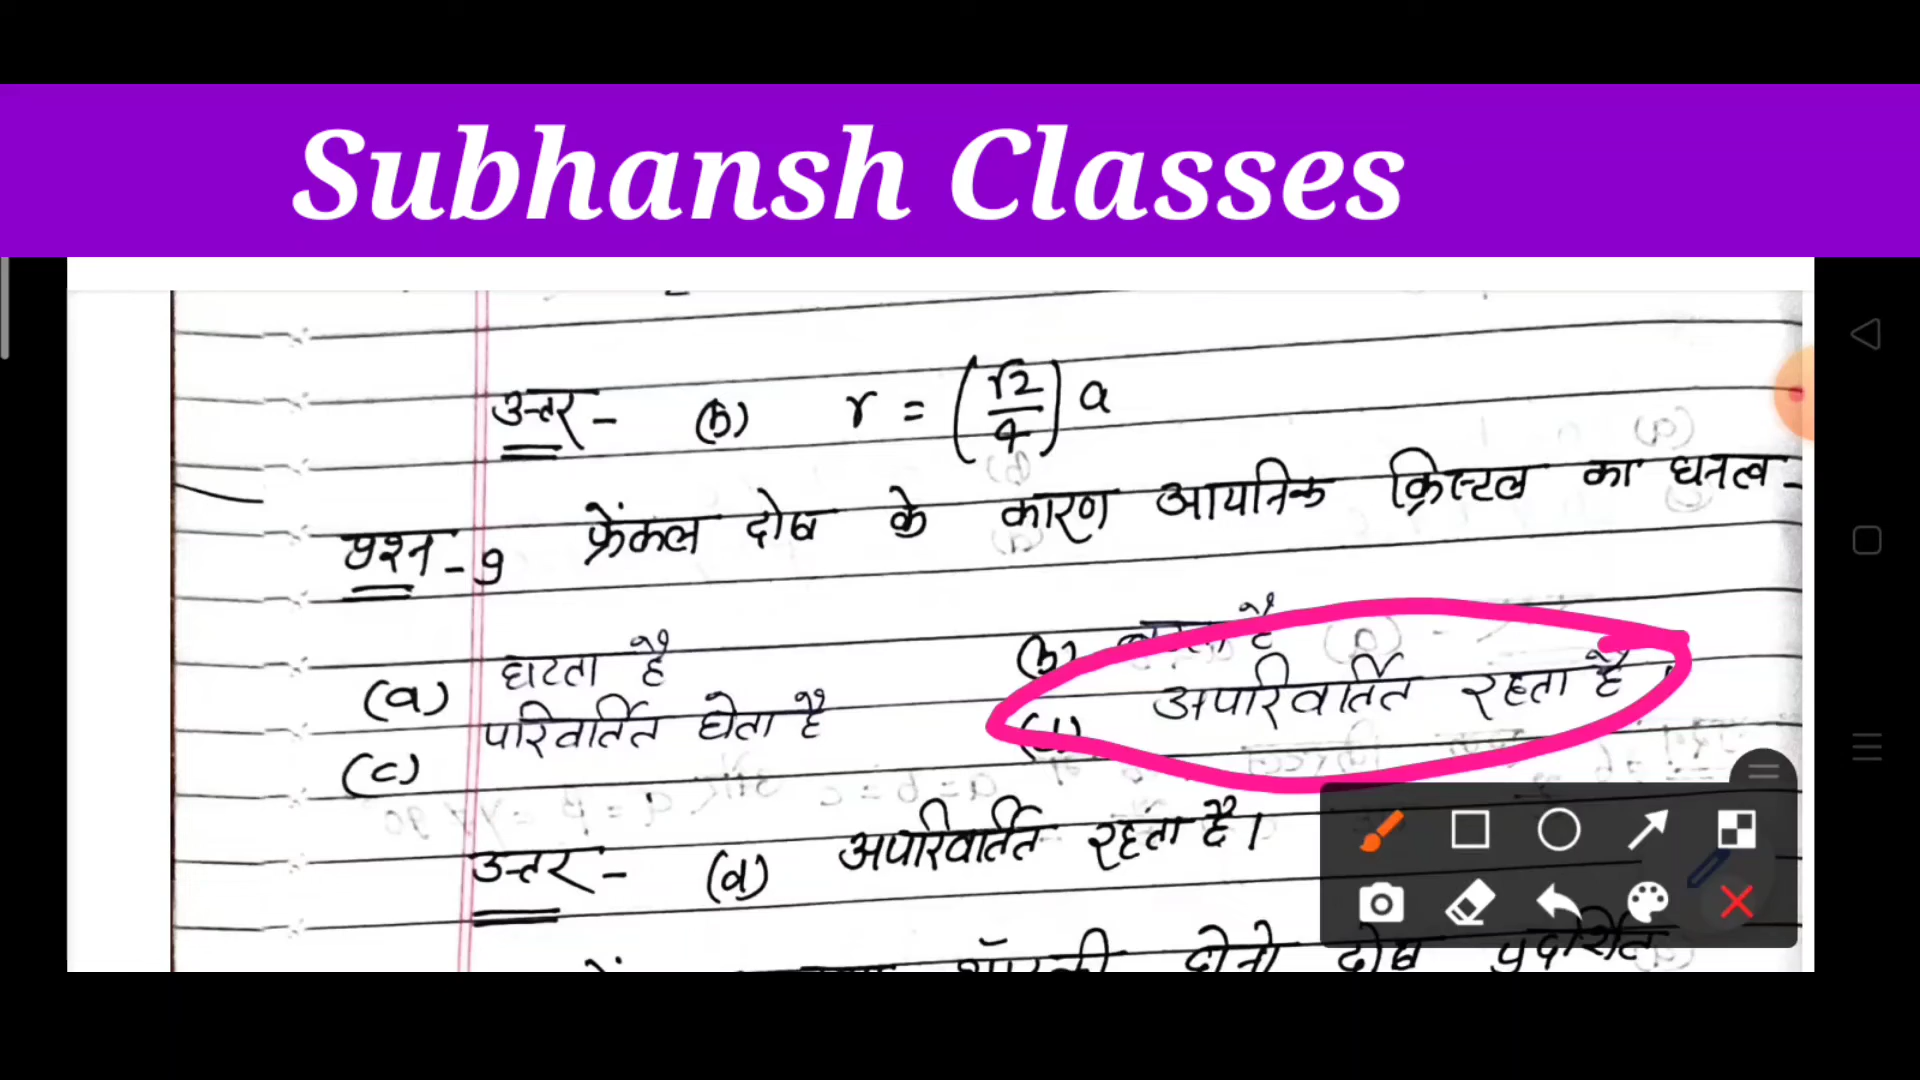 Subhansh Classes
उत्तर - (b) r = (√2/4) a
प्रश्न - 9 फ्रेंकल दोष के कारण आयनिक क्रिस्टल का घनत्व -
(a) घटता है (b) है
(c) परिवर्तित होता है (d) अपरिवर्तित रहता है।
उत्तर - (d) अपरिवर्तित रहता है।
दोनो दोष प्रदर्शित